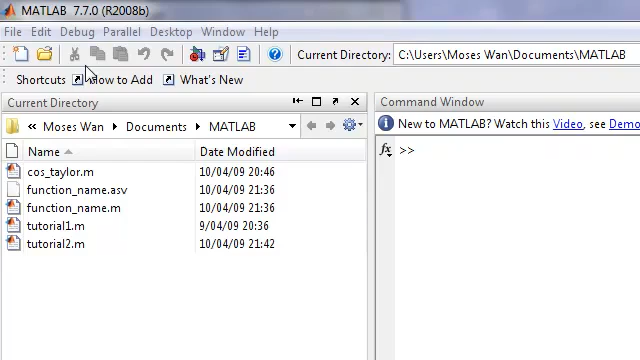 MATLAB 7.7.0 (R2008b)
File Edit Debug Parallel Desktop Window Help
Current Directory: C:\Users\Moses Wan\Documents\MATLAB
Shortcuts How to Add What's New
Current Directory
Command Window
Moses Wan Documents MATLAB
New to MATLAB? Watch this Video, see Demo
Name Date Modified
fx >>
cos_taylor.m 10/04/09 20:46
function_name.asv 10/04/09 21:36
function_name.m 10/04/09 21:36
tutorial1.m 9/04/09 20:36
tutorial2.m 10/04/09 21:42